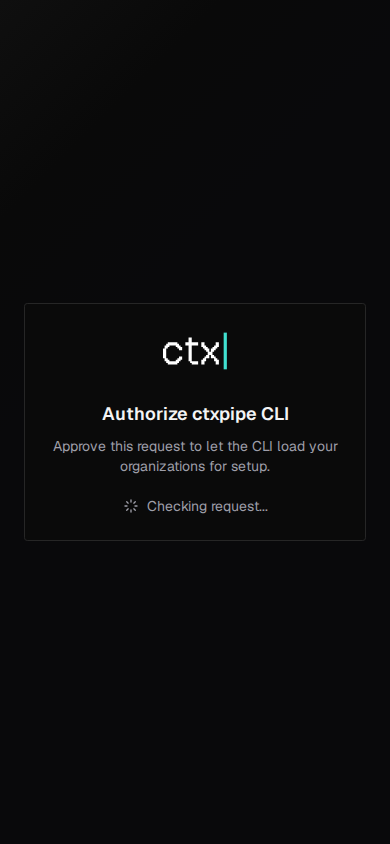 ctx
Authorize ctxpipe CLI
Approve this request to let the CLI load your
organizations for setup.
Checking request...